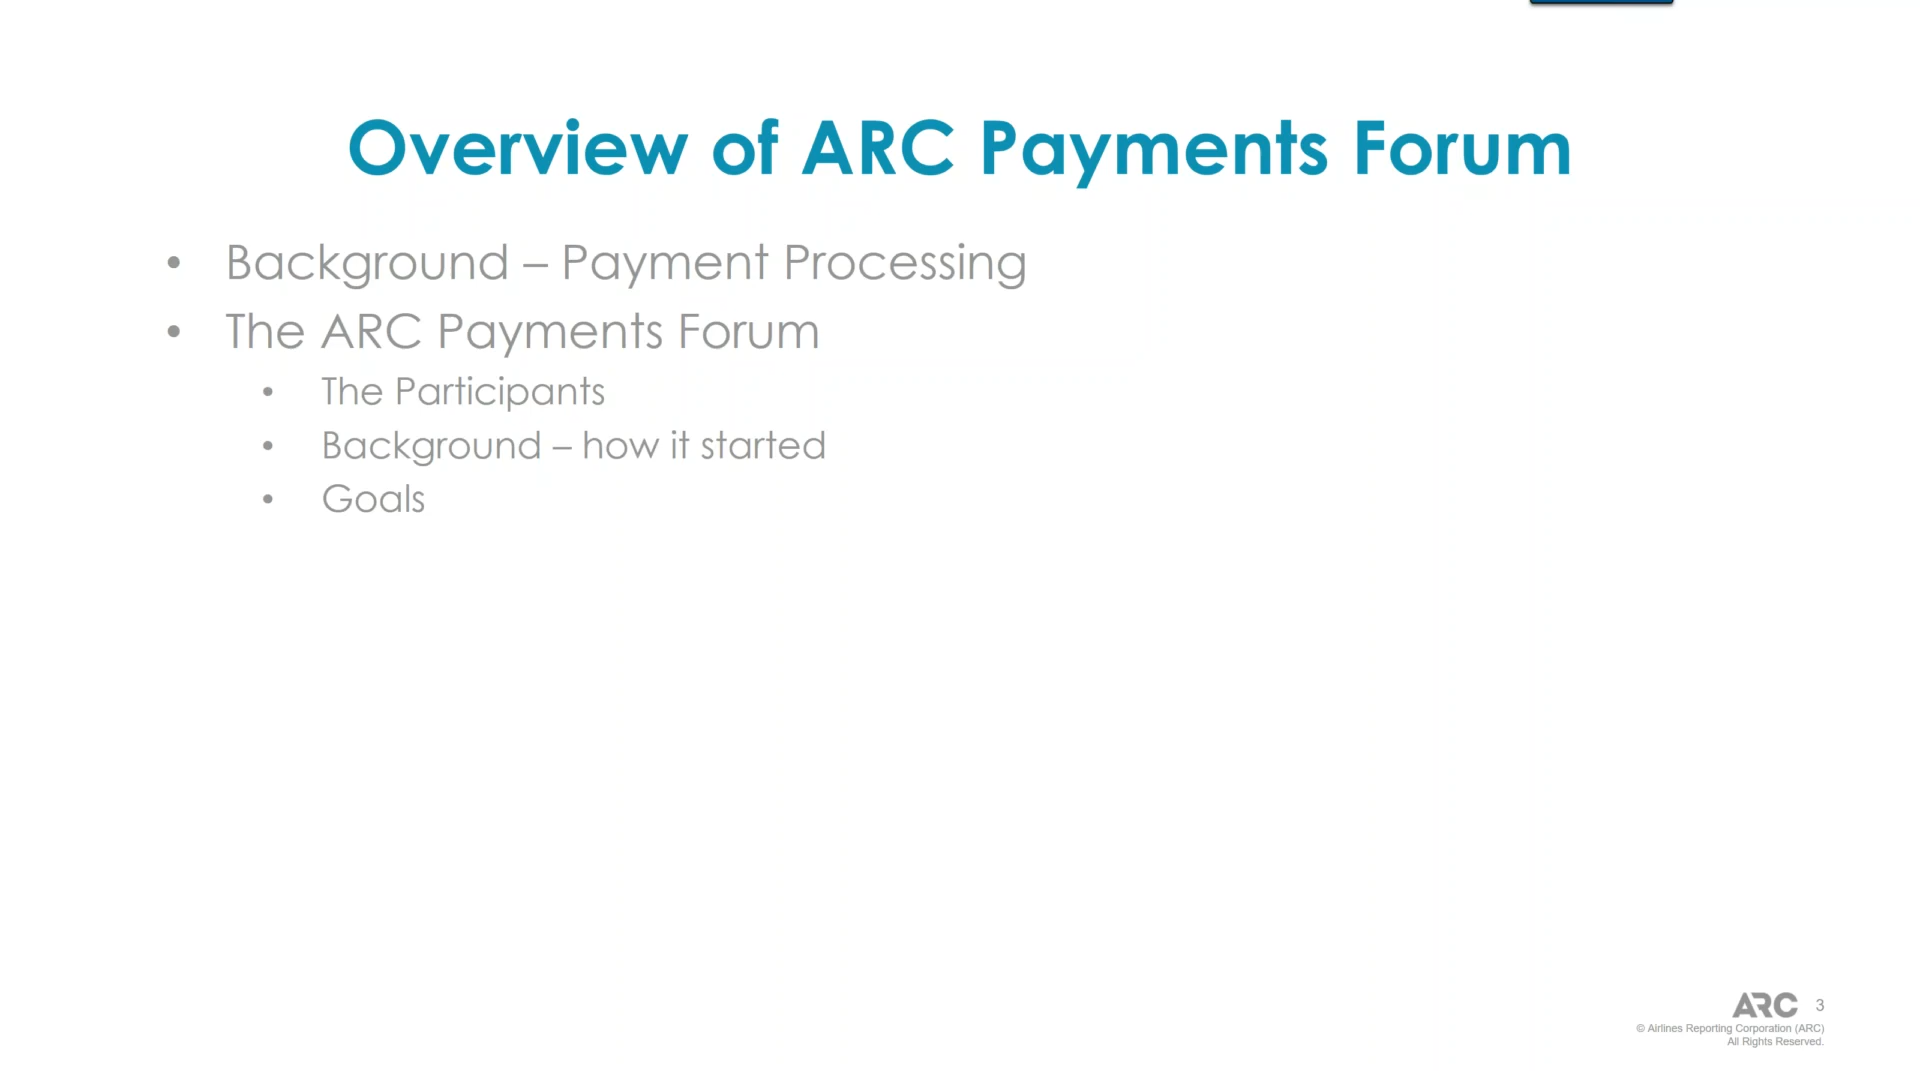 Overview of ARC Payments Forum
• Background – Payment Processing
• The ARC Payments Forum
• The Participants
• Background – how it started
• Goals
ARC 3
© Airlines Reporting Corporation (ARC)
All Rights Reserved.